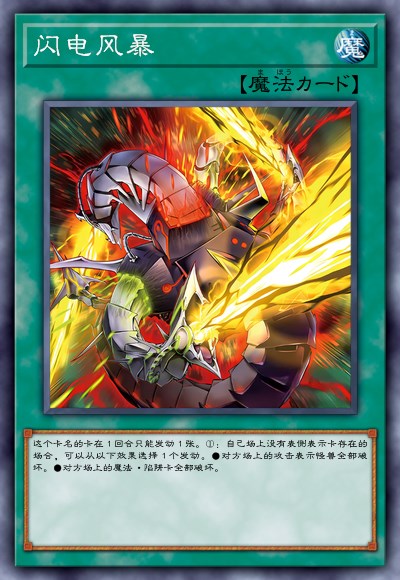 闪电风暴
魔
【魔法カード】
ま ほう
这个卡名的卡在1回合只能发动1张。①：自己场上没有表侧表示卡存在的
场合，可以从以下效果选择1个发动。●对方场上的攻击表示怪兽全部破
坏。●对方场上的魔法·陷阱卡全部破坏。